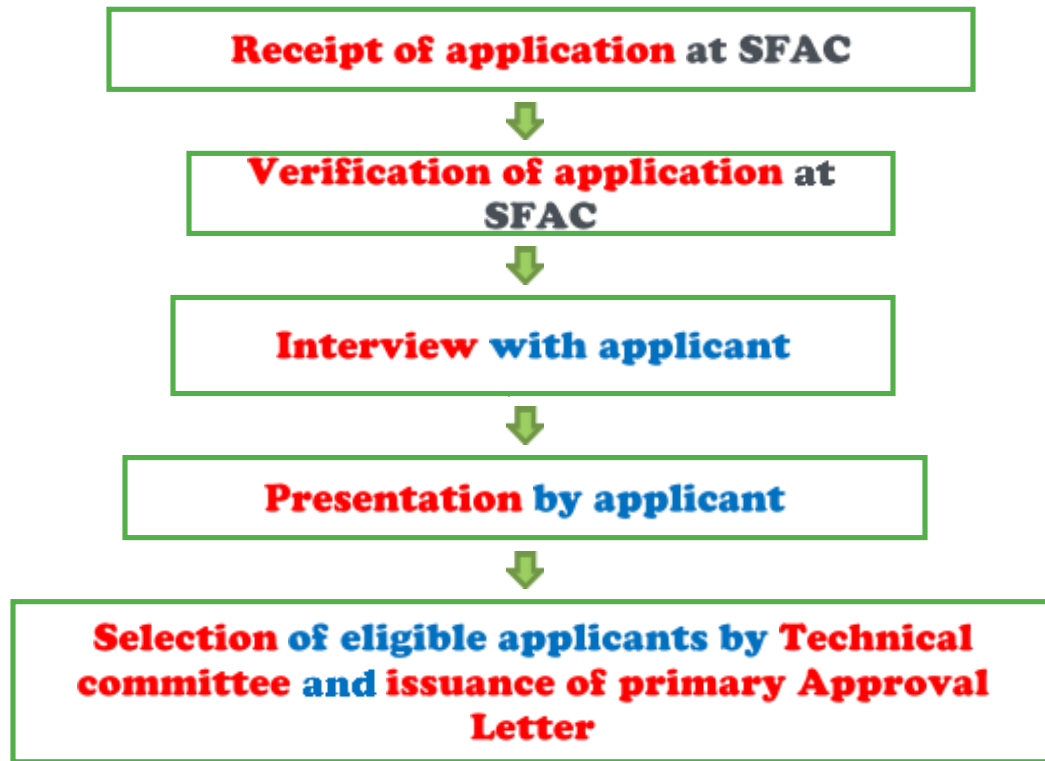 Receipt of application at SFAC
Verification of application at
SFAC
Interview with applicant
Presentation by applicant
Selection of eligible applicants by Technical
committee and issuance of primary Approval
Letter